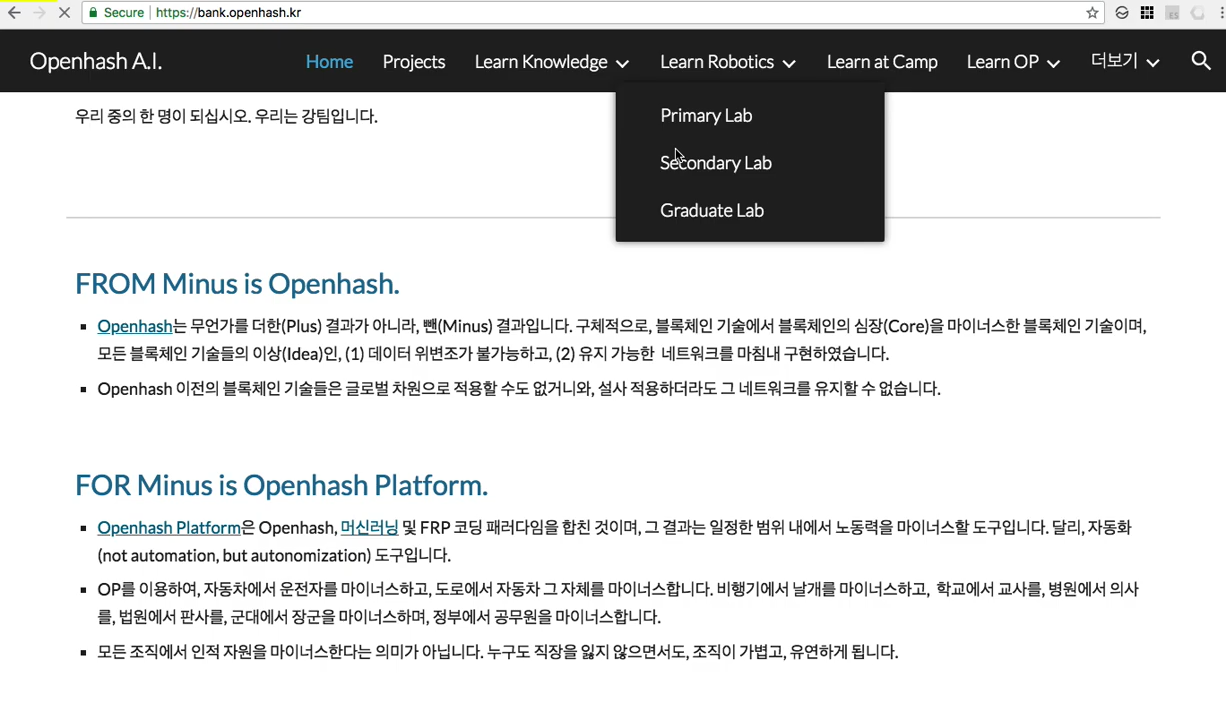 Secure https://bank.openhash.kr
Openhash A.I.
Home Projects Learn Knowledge Learn Robotics Learn at Camp Learn OP 더보기
Primary Lab
Secondary Lab
Graduate Lab
우리 중의 한 명이 되십시오. 우리는 강팀입니다.
FROM Minus is Openhash.
Openhash는 무언가를 더한(Plus) 결과가 아니라, 뺀(Minus) 결과입니다. 구체적으로, 블록체인 기술에서 블록체인의 심장(Core)을 마이너스한 블록체인 기술이며,
모든 블록체인 기술들의 이상(Idea)인, (1) 데이터 위변조가 불가능하고, (2) 유지 가능한 네트워크를 마침내 구현하였습니다.
Openhash 이전의 블록체인 기술들은 글로벌 차원으로 적용할 수도 없거니와, 설사 적용하더라도 그 네트워크를 유지할 수 없습니다.
FOR Minus is Openhash Platform.
Openhash Platform은 Openhash, 머신러닝 및 FRP 코딩 패러다임을 합친 것이며, 그 결과는 일정한 범위 내에서 노동력을 마이너스할 도구입니다. 달리, 자동화
(not automation, but autonomization) 도구입니다.
OP를 이용하여, 자동차에서 운전자를 마이너스하고, 도로에서 자동차 그 자체를 마이너스합니다. 비행기에서 날개를 마이너스하고, 학교에서 교사를, 병원에서 의사
를, 법원에서 판사를, 군대에서 장군을 마이너스하며, 정부에서 공무원을 마이너스합니다.
모든 조직에서 인적 자원을 마이너스한다는 의미가 아닙니다. 누구도 직장을 잃지 않으면서도, 조직이 가볍고, 유연하게 됩니다.